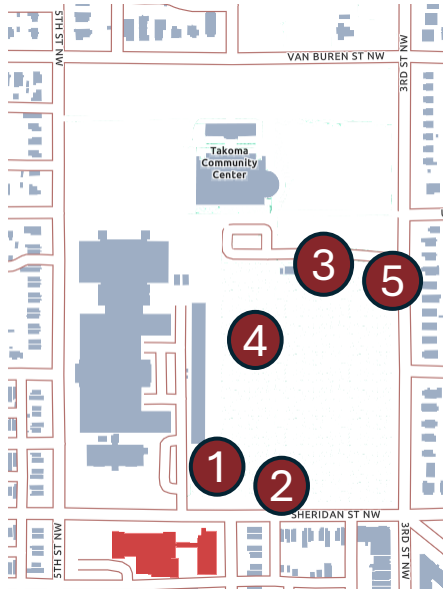 5TH ST NW
VAN BUREN ST NW
3RD ST NW
Takoma
Community
Center
3
5
4
1
2
SHERIDAN ST NW
5TH ST NW
3RD ST NW